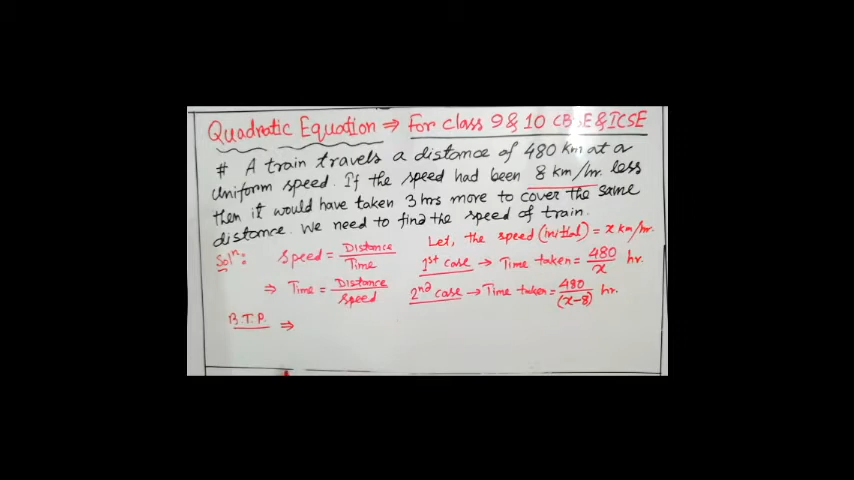 Quadratic Equation ⇒ For class 9 & 10 CBSE & ICSE
# A train travels a distance of 480 km at a
uniform speed. If the speed had been 8 km/hr. less
then it would have taken 3 hrs more to cover the same
distance. We need to find the speed of train.
Solⁿ: Speed = Distance/Time
⇒ Time = Distance/Speed
Let, the speed (initial) = x km/hr.
1st case → Time taken = 480/x hr.
2nd case → Time taken = 480/(x-8) hr.
B.T.P. ⇒